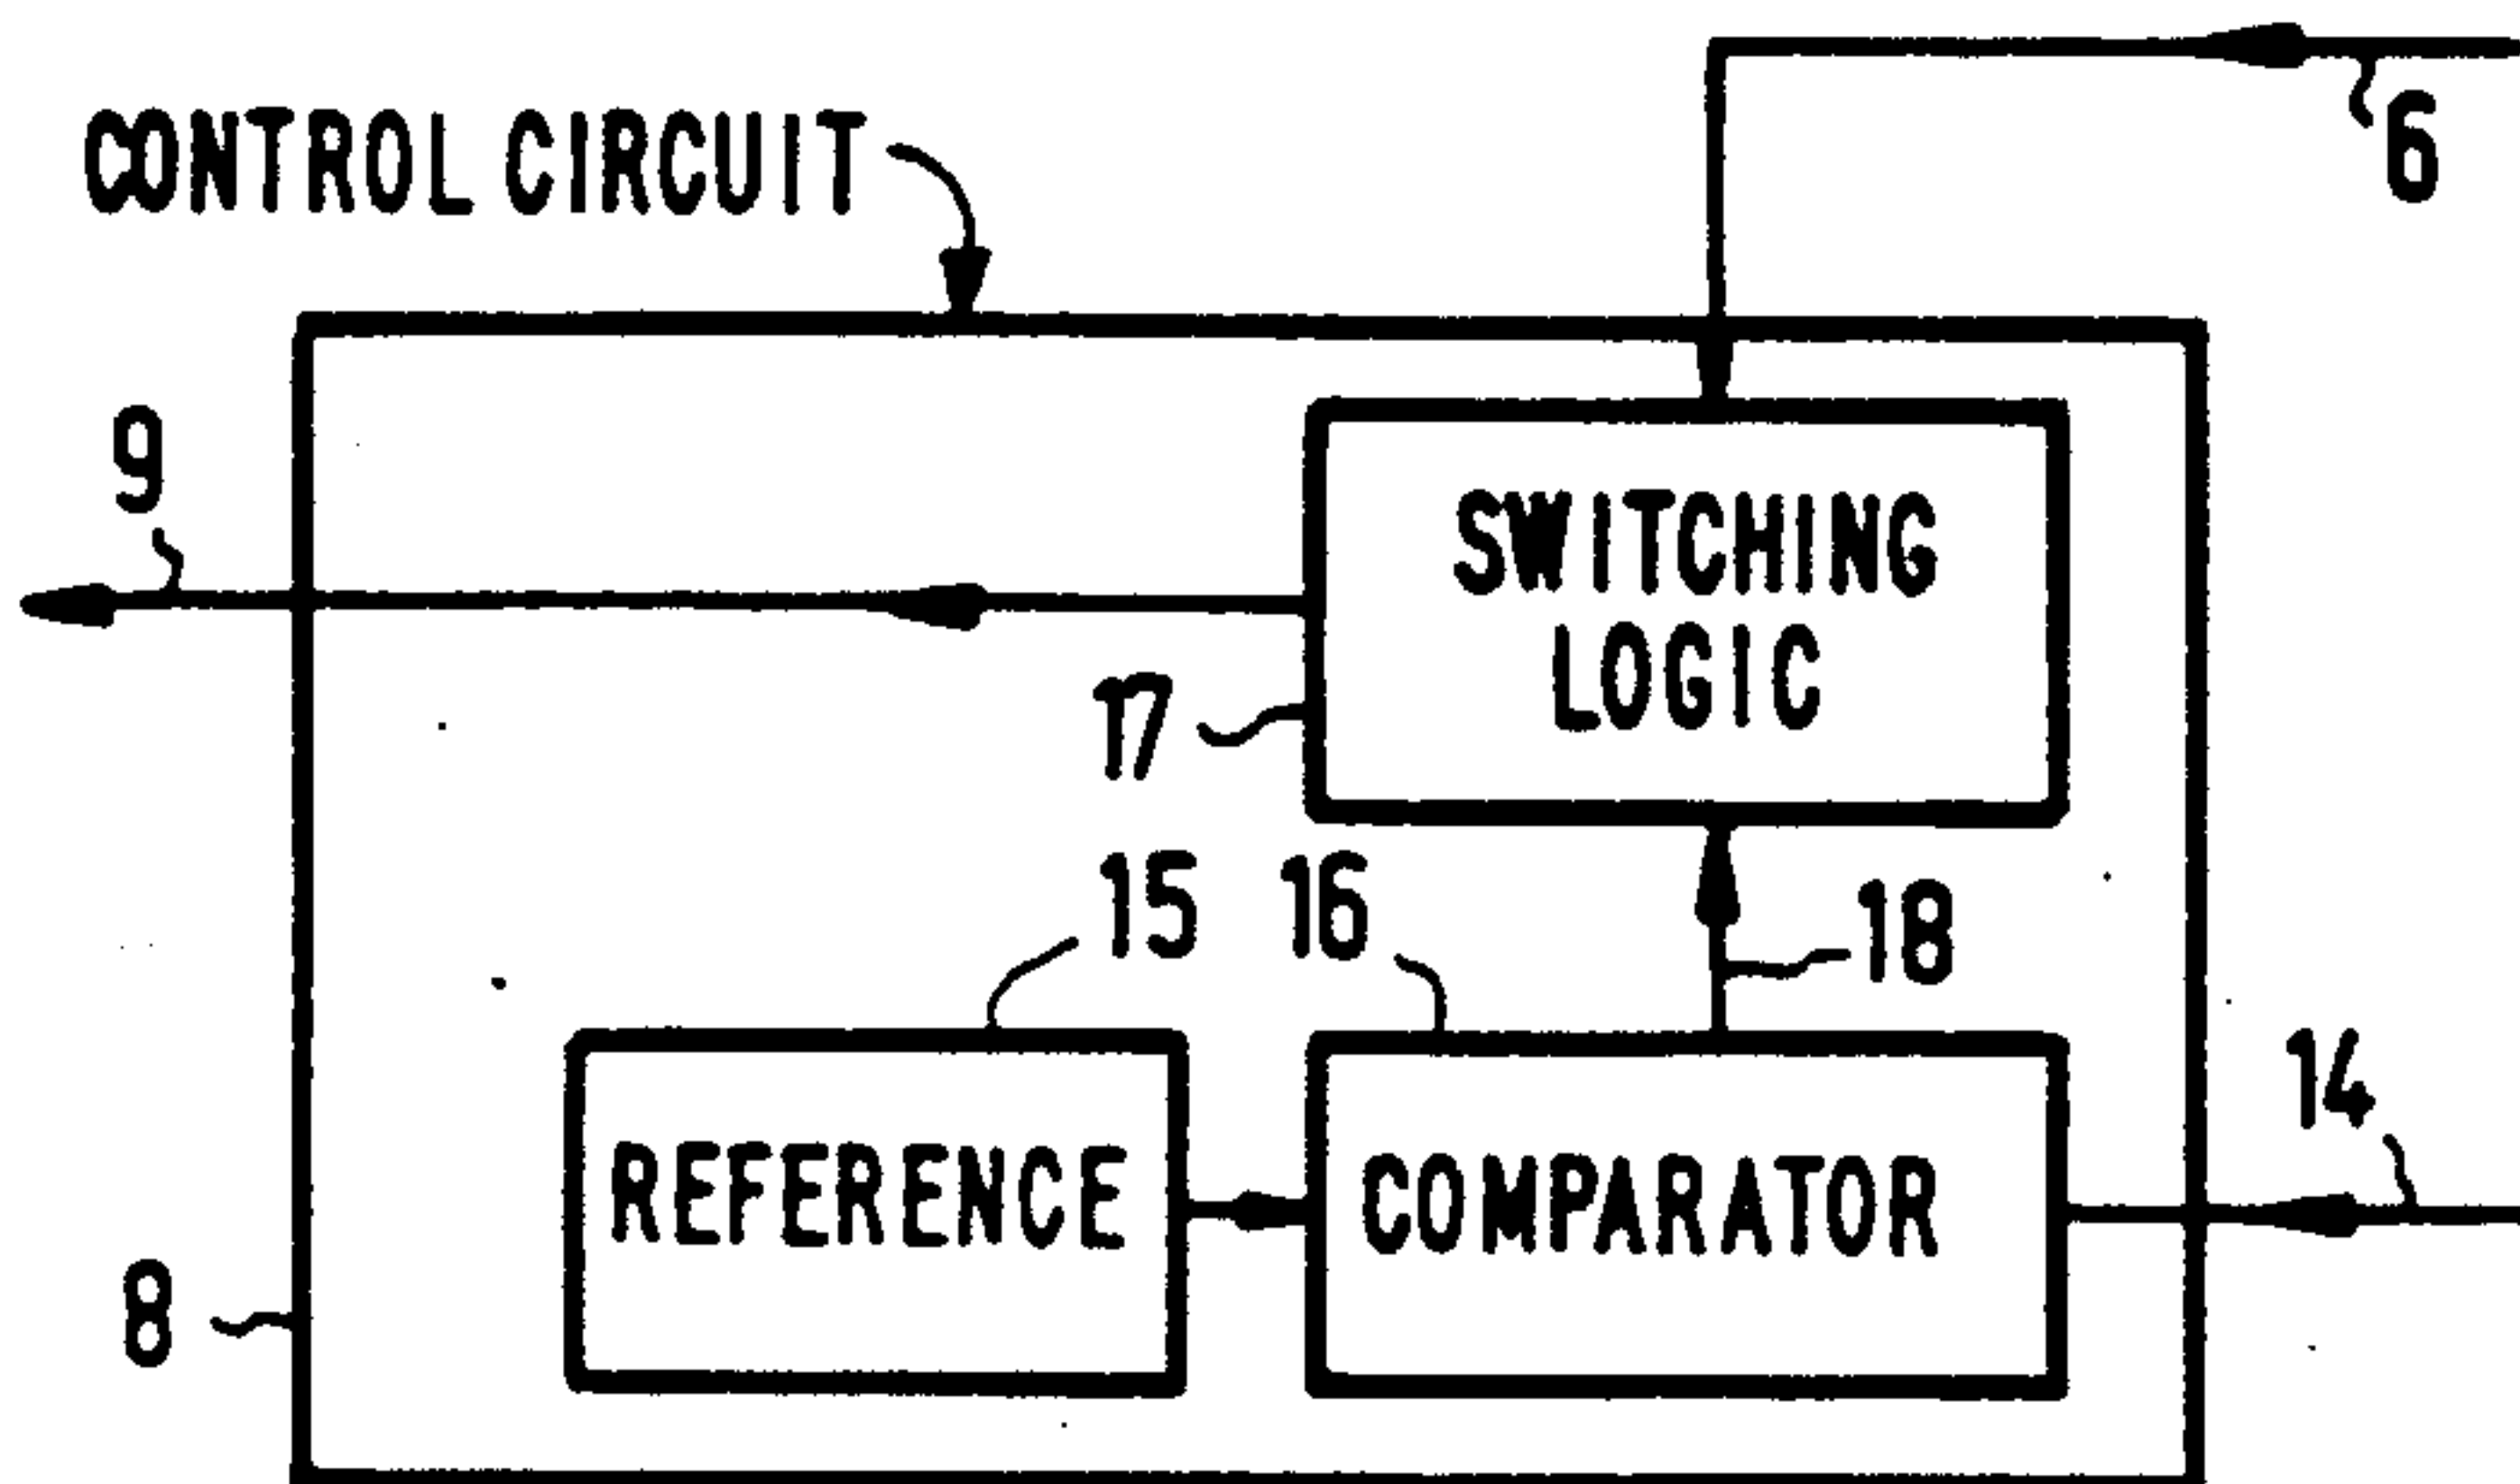 CONTROL CIRCUIT
6
9
SWITCHING
LOGIC
17
15
16
18
14
REFERENCE
COMPARATOR
8